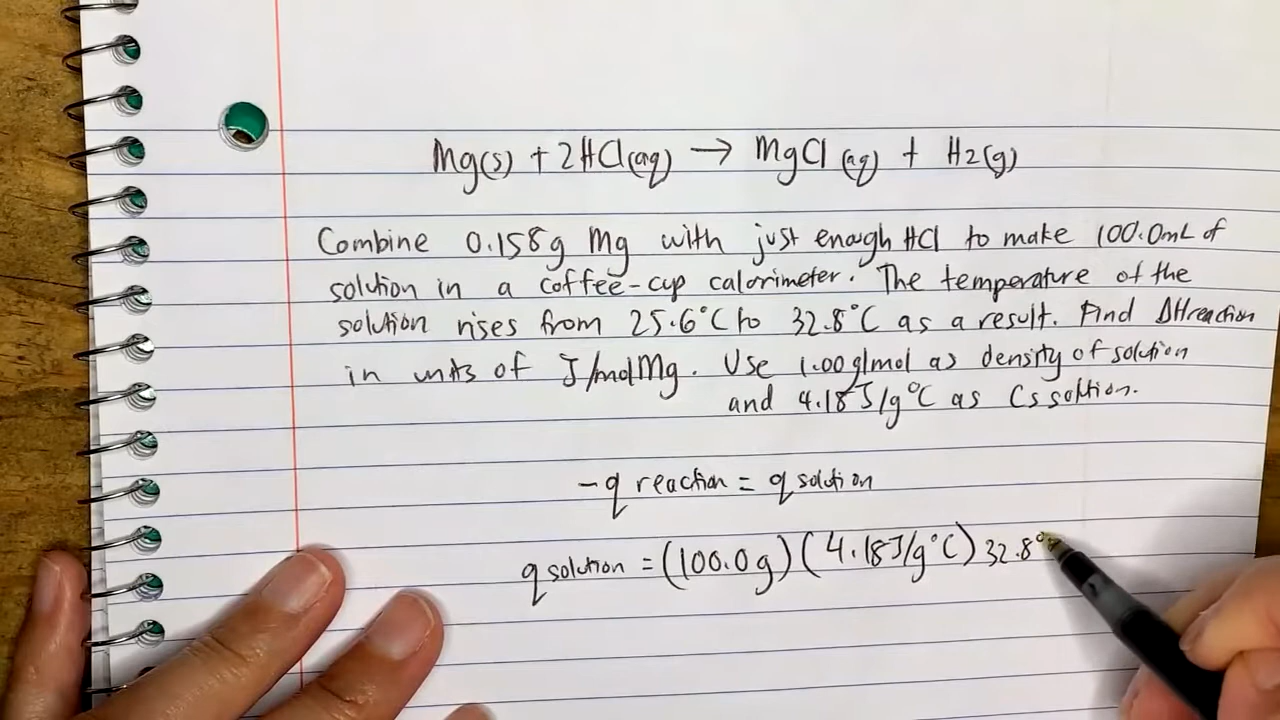 Mg(s) + 2HCl(aq) → MgCl (aq) + H2(g)
Combine 0.158g Mg with just enough HCl to make 100.0mL of
solution in a coffee-cup calorimeter. The temperature of the
solution rises from 25.6°C to 32.8°C as a result. Find ΔHreaction
in units of J/molMg. Use 1.00g/mol as density of solution
and 4.18J/g°C as Cs solution.
-q reaction = q solution
q solution = (100.0g)(4.18J/g°C) 32.8°